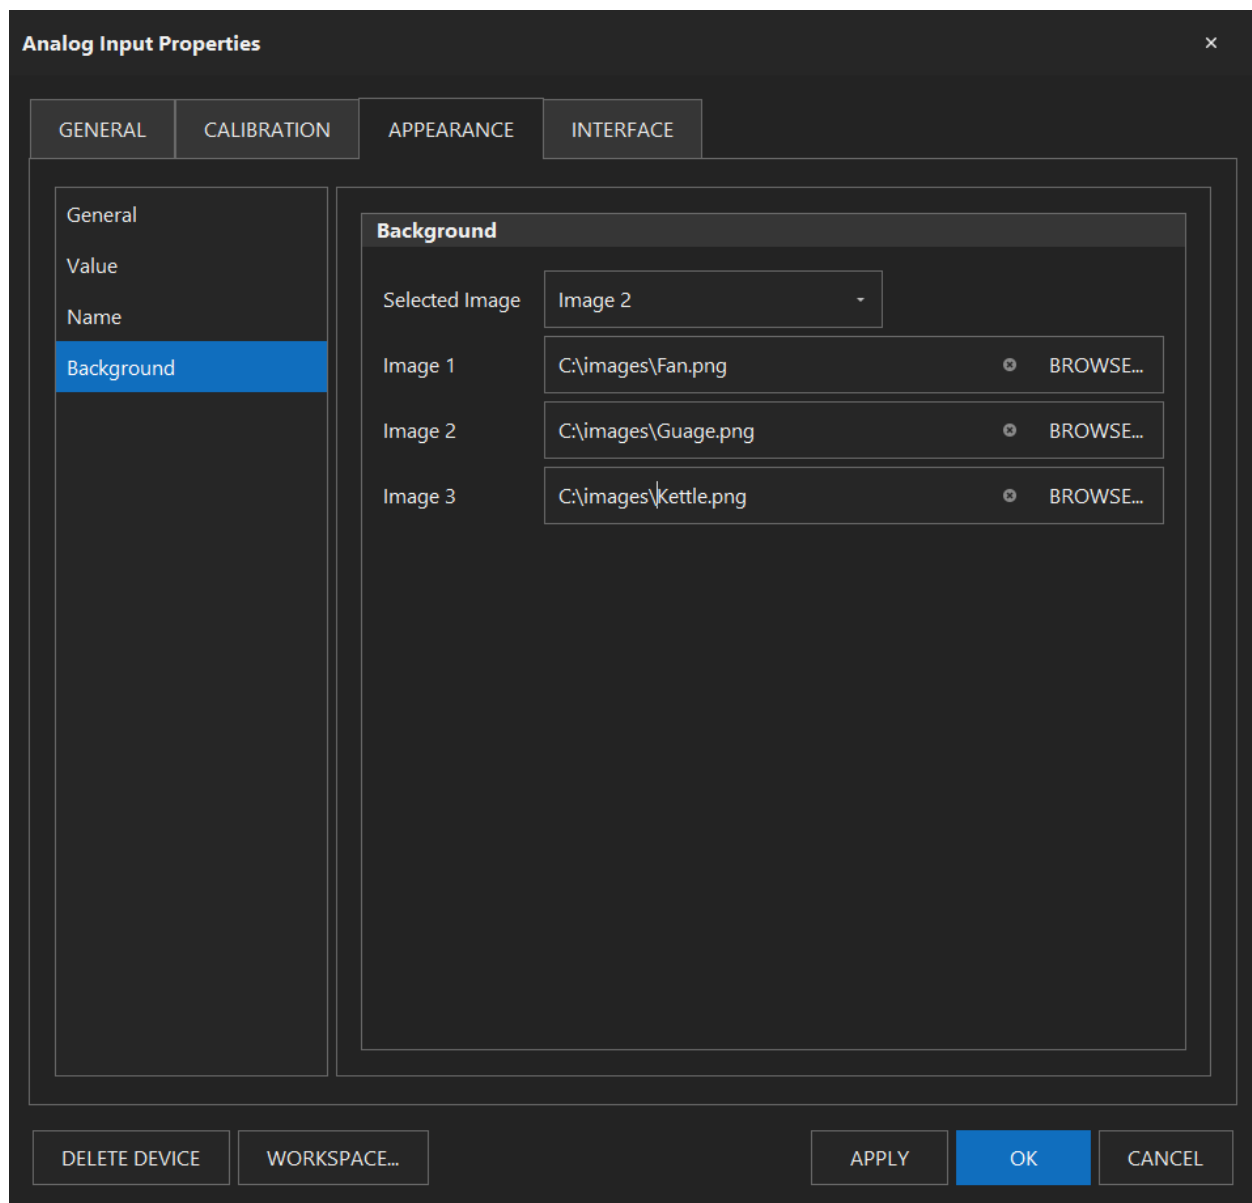 Analog Input Properties
GENERAL CALIBRATION APPEARANCE INTERFACE
General
Value
Name
Background
Background
Selected Image Image 2
Image 1 C:\images\Fan.png BROWSE...
Image 2 C:\images\Guage.png BROWSE...
Image 3 C:\images\Kettle.png BROWSE...
DELETE DEVICE WORKSPACE... APPLY OK CANCEL